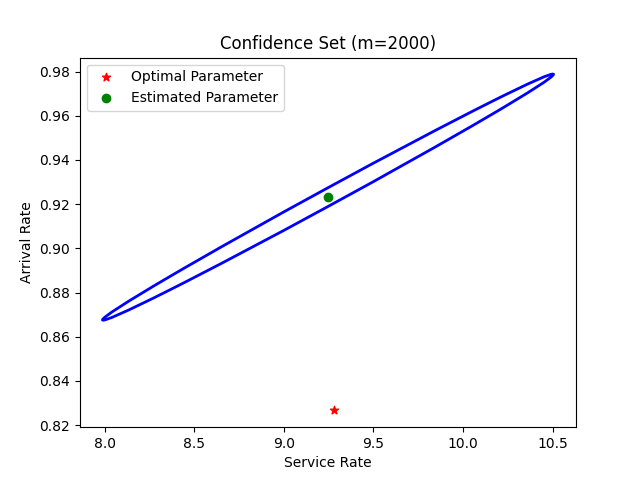 Confidence Set (m=2000)
Optimal Parameter
Estimated Parameter
0.98
0.96
0.94
0.92
0.90
0.88
0.86
0.84
0.82
Arrival Rate
8.0 8.5 9.0 9.5 10.0 10.5
Service Rate